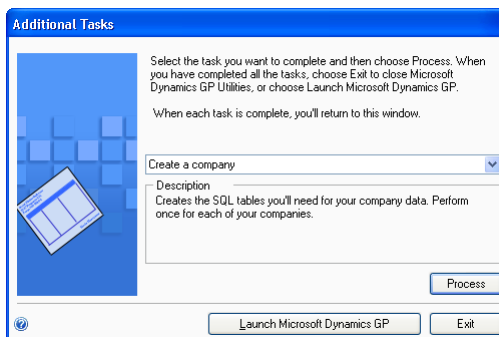 Additional Tasks
Select the task you want to complete and then choose Process. When
you have completed all the tasks, choose Exit to close Microsoft
Dynamics GP Utilities, or choose Launch Microsoft Dynamics GP.
When each task is complete, you'll return to this window.
Create a company
Description
Creates the SQL tables you'll need for your company data. Perform
once for each of your companies.
Process
Launch Microsoft Dynamics GP
Exit